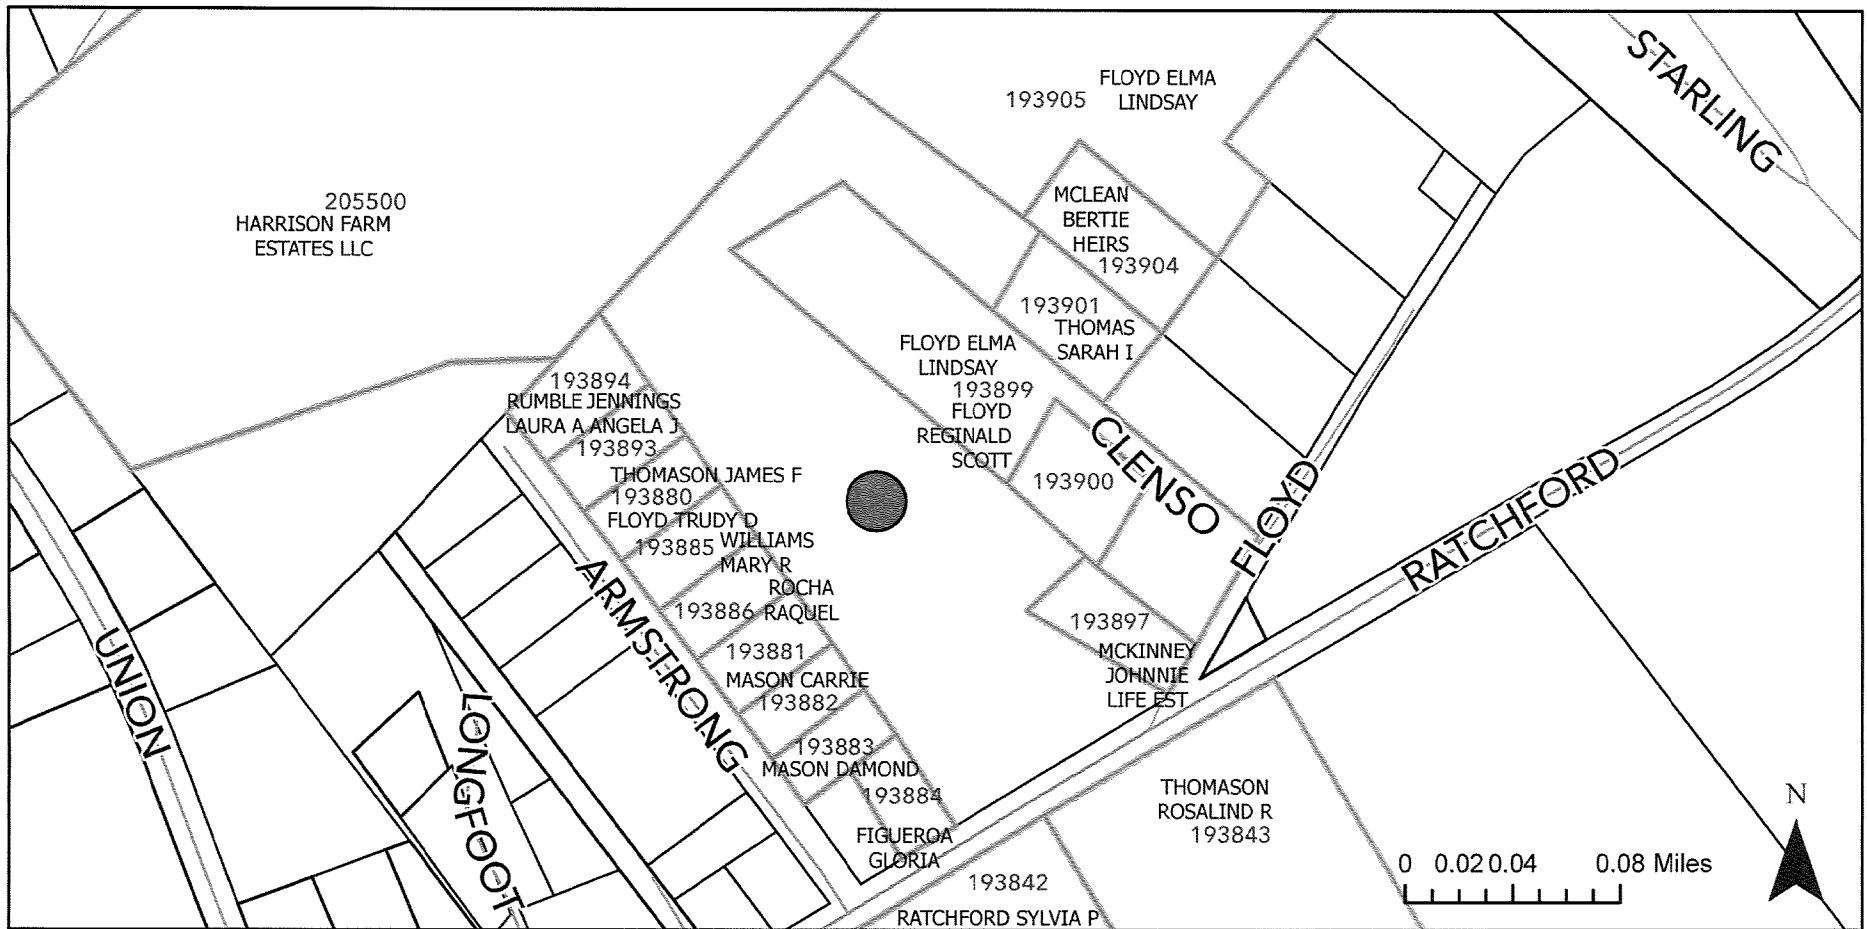 STARLING
193905
FLOYD ELMA
LINDSAY
205500
HARRISON FARM
ESTATES LLC
MCLEAN
BERTIE
HEIRS
193904
193901
THOMAS
SARAH I
FLOYD ELMA
LINDSAY
193899
FLOYD
REGINALD
SCOTT
193900
CLENSO
FLOYD
RATCHFORD
193894
RUMBLE JENNINGS
LAURA A ANGELA J
193893
THOMASON JAMES F
193880
FLOYD TRUDY D
193885
WILLIAMS
MARY R
ROCHA
RAQUEL
193886
193881
MASON CARRIE
193882
193883
MASON DAMOND
193884
FIGUEROA
GLORIA
ARMSTRONG
UNION
LONGFOOT
193897
MCKINNEY
JOHNNIE
LIFE EST
THOMASON
ROSALIND R
193843
193842
RATCHFORD SYLVIA P
N
0 0.02 0.04 0.08 Miles